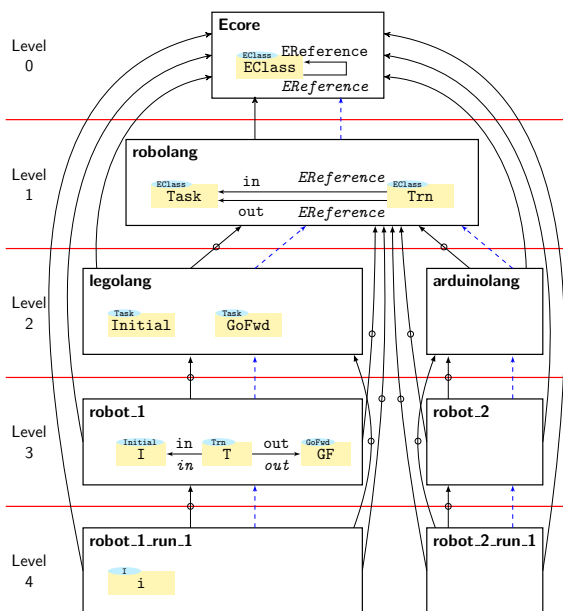 Level
0
Ecore
EClass
EReference
EClass
EReference
Level
1
robolang
EClass
Task
in
EReference
EClass
Trn
out
EReference
Level
2
legolang
Task
Initial
Task
GoFwd
arduinolang
Level
3
robot_1
Initial
I
in
in
Trn
T
out
out
GoFwd
GF
robot_2
Level
4
robot_1_run_1
I
i
robot_2_run_1